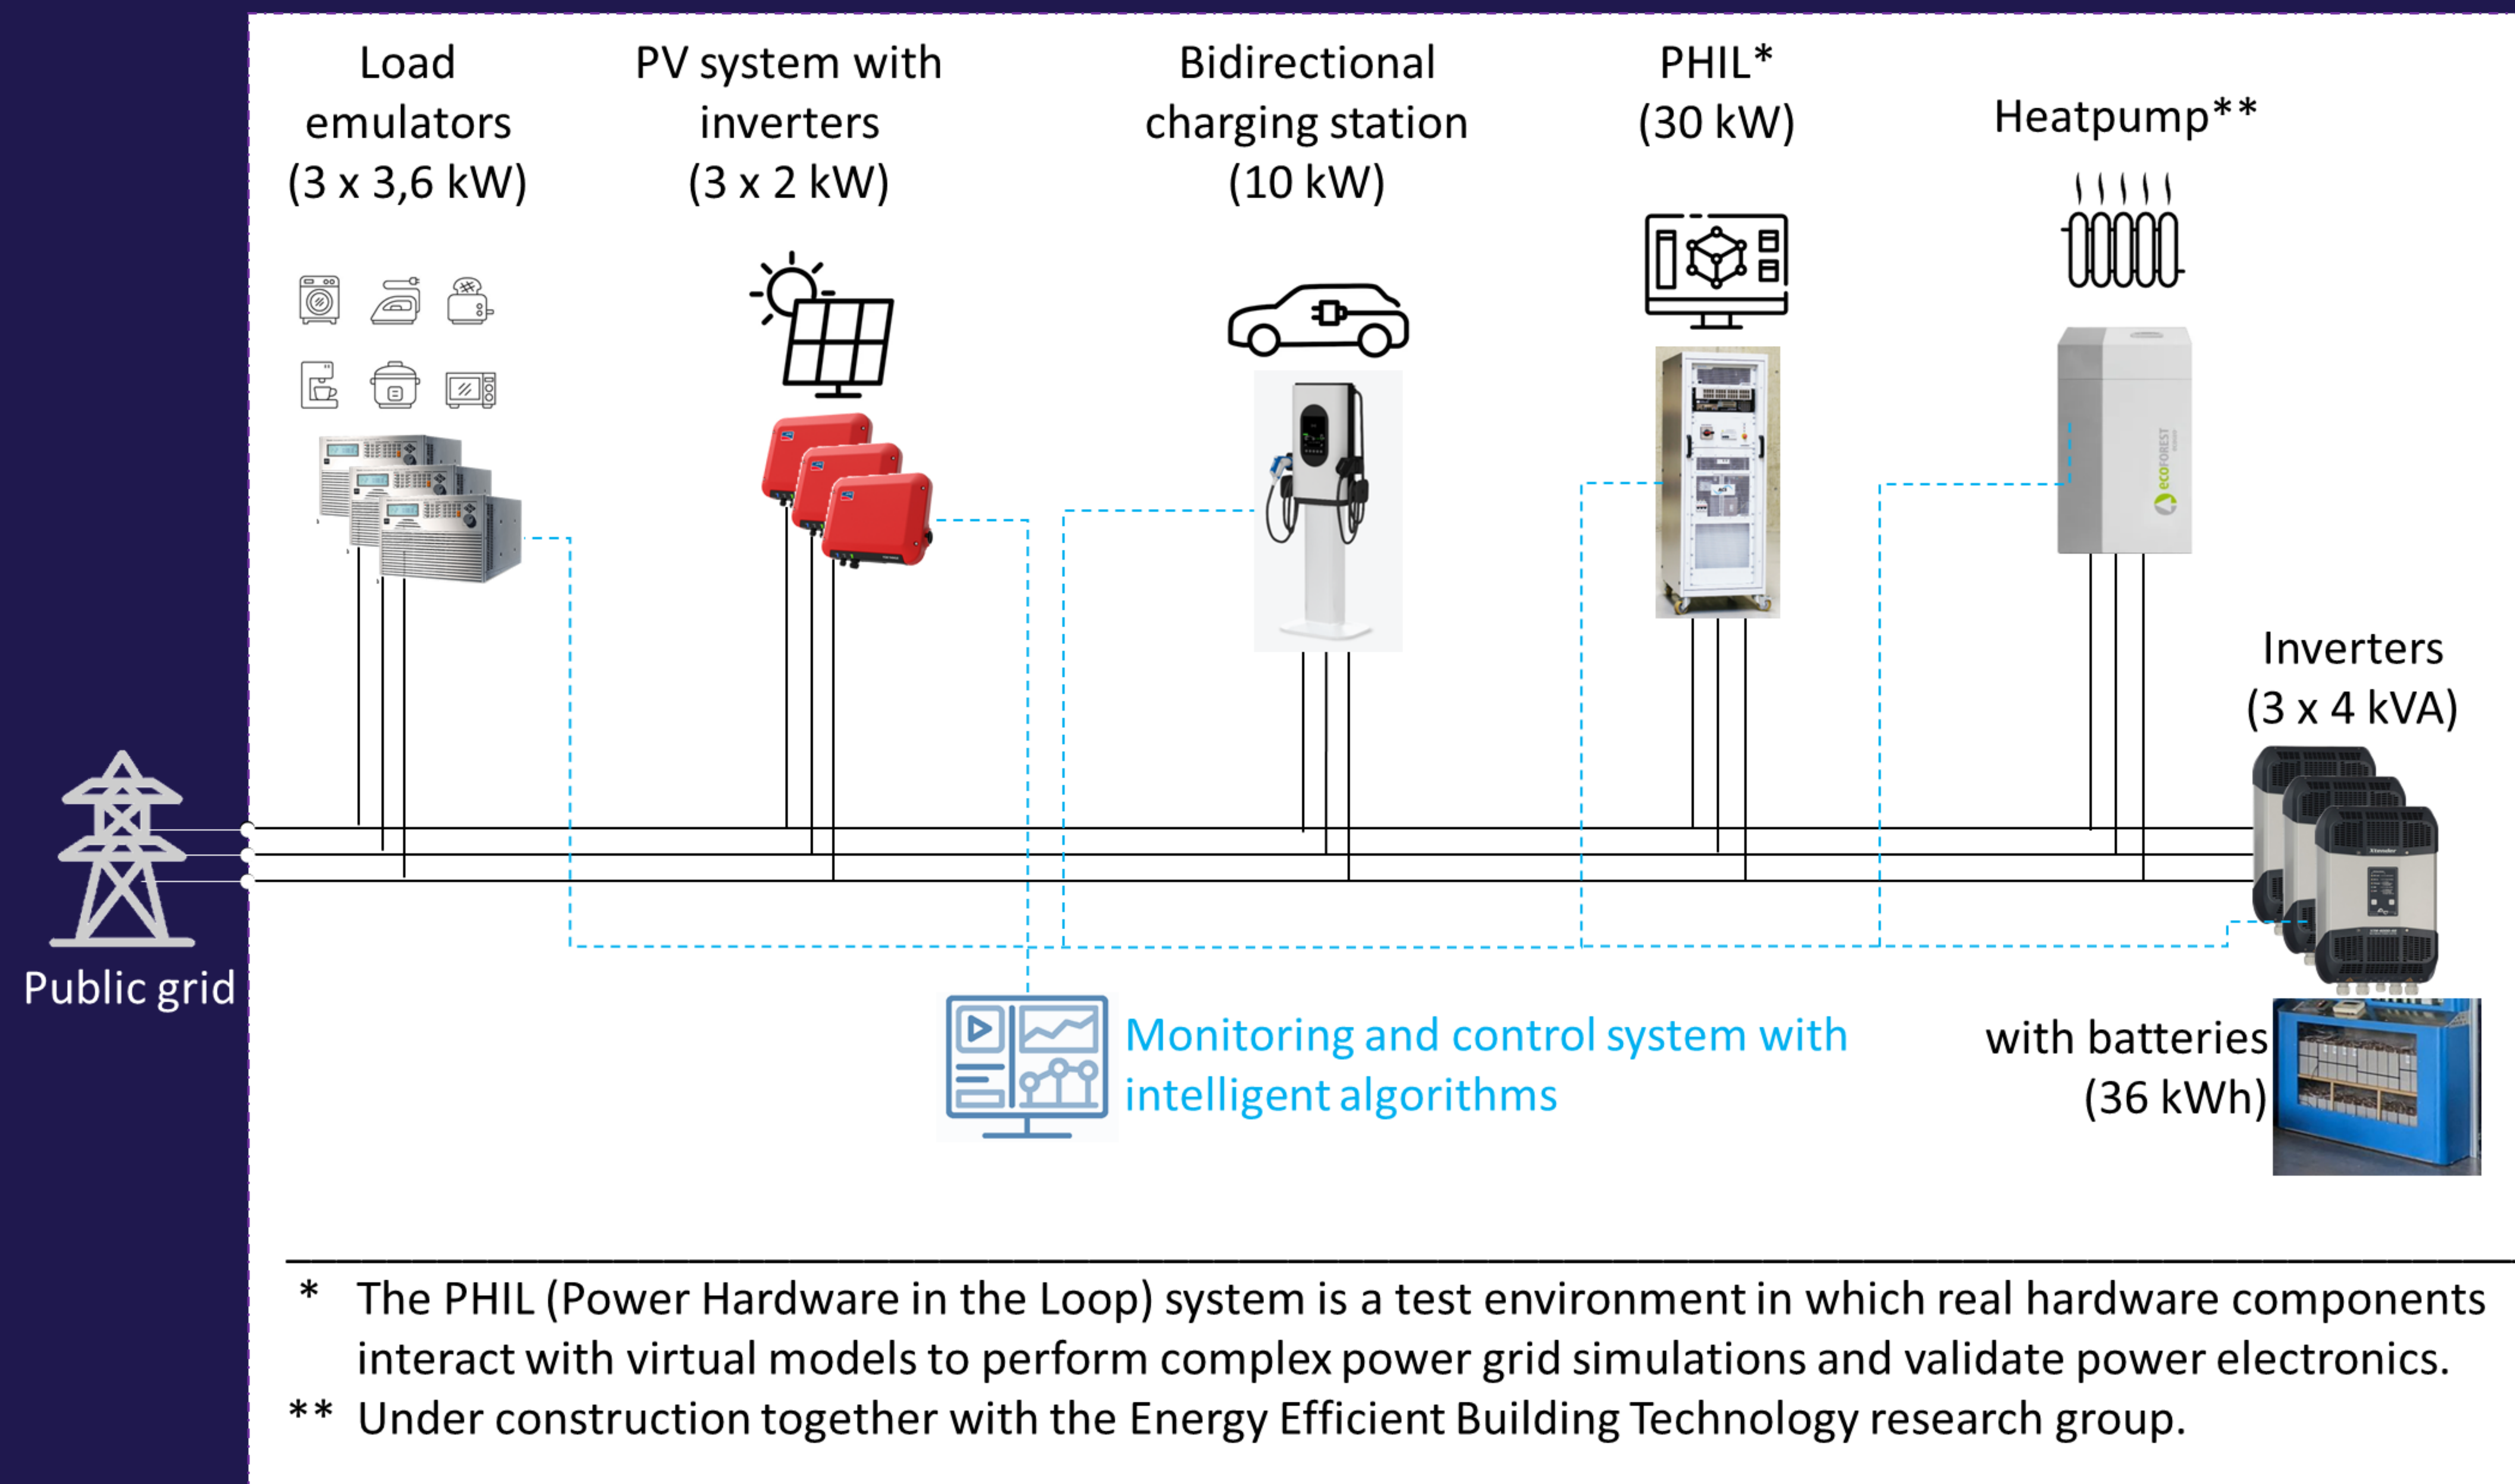 Load
emulators
(3 x 3,6 kW)
PV system with
inverters
(3 x 2 kW)
Bidirectional
charging station
(10 kW)
PHIL*
(30 kW)
Heatpump**
ecoFOREST
Inverters
(3 x 4 kVA)
Xtender
Public grid
Monitoring and control system with
intelligent algorithms
with batteries
(36 kWh)
* The PHIL (Power Hardware in the Loop) system is a test environment in which real hardware components
interact with virtual models to perform complex power grid simulations and validate power electronics.
** Under construction together with the Energy Efficient Building Technology research group.